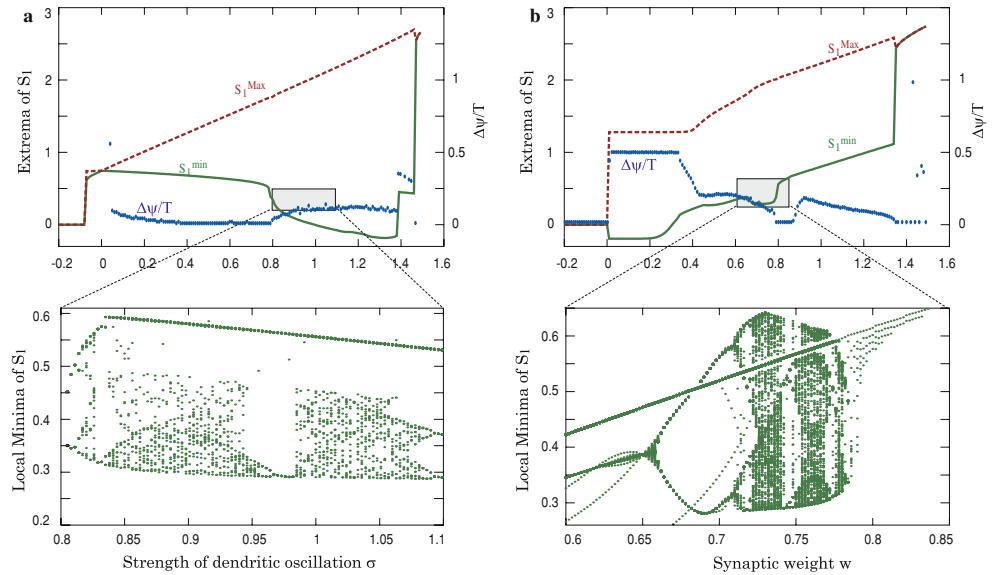 a
b
3
2
1
0
Extrema of S1
S1Max
S1min
Δψ/T
1
0.5
0
Δψ/T
-0.2 0 0.2 0.4 0.6 0.8 1 1.2 1.4 1.6
3
2
1
0
Extrema of S1
S1Max
S1min
Δψ/T
1
0.5
0
Δψ/T
-0.2 0 0.2 0.4 0.6 0.8 1 1.2 1.4 1.6
0.6
0.5
0.4
0.3
0.2
Local Minima of S1
0.8 0.85 0.9 0.95 1 1.05 1.1
Strength of dendritic oscillation σ
0.6
0.5
0.4
0.3
Local Minima of S1
0.6 0.65 0.7 0.75 0.8 0.85
Synaptic weight w